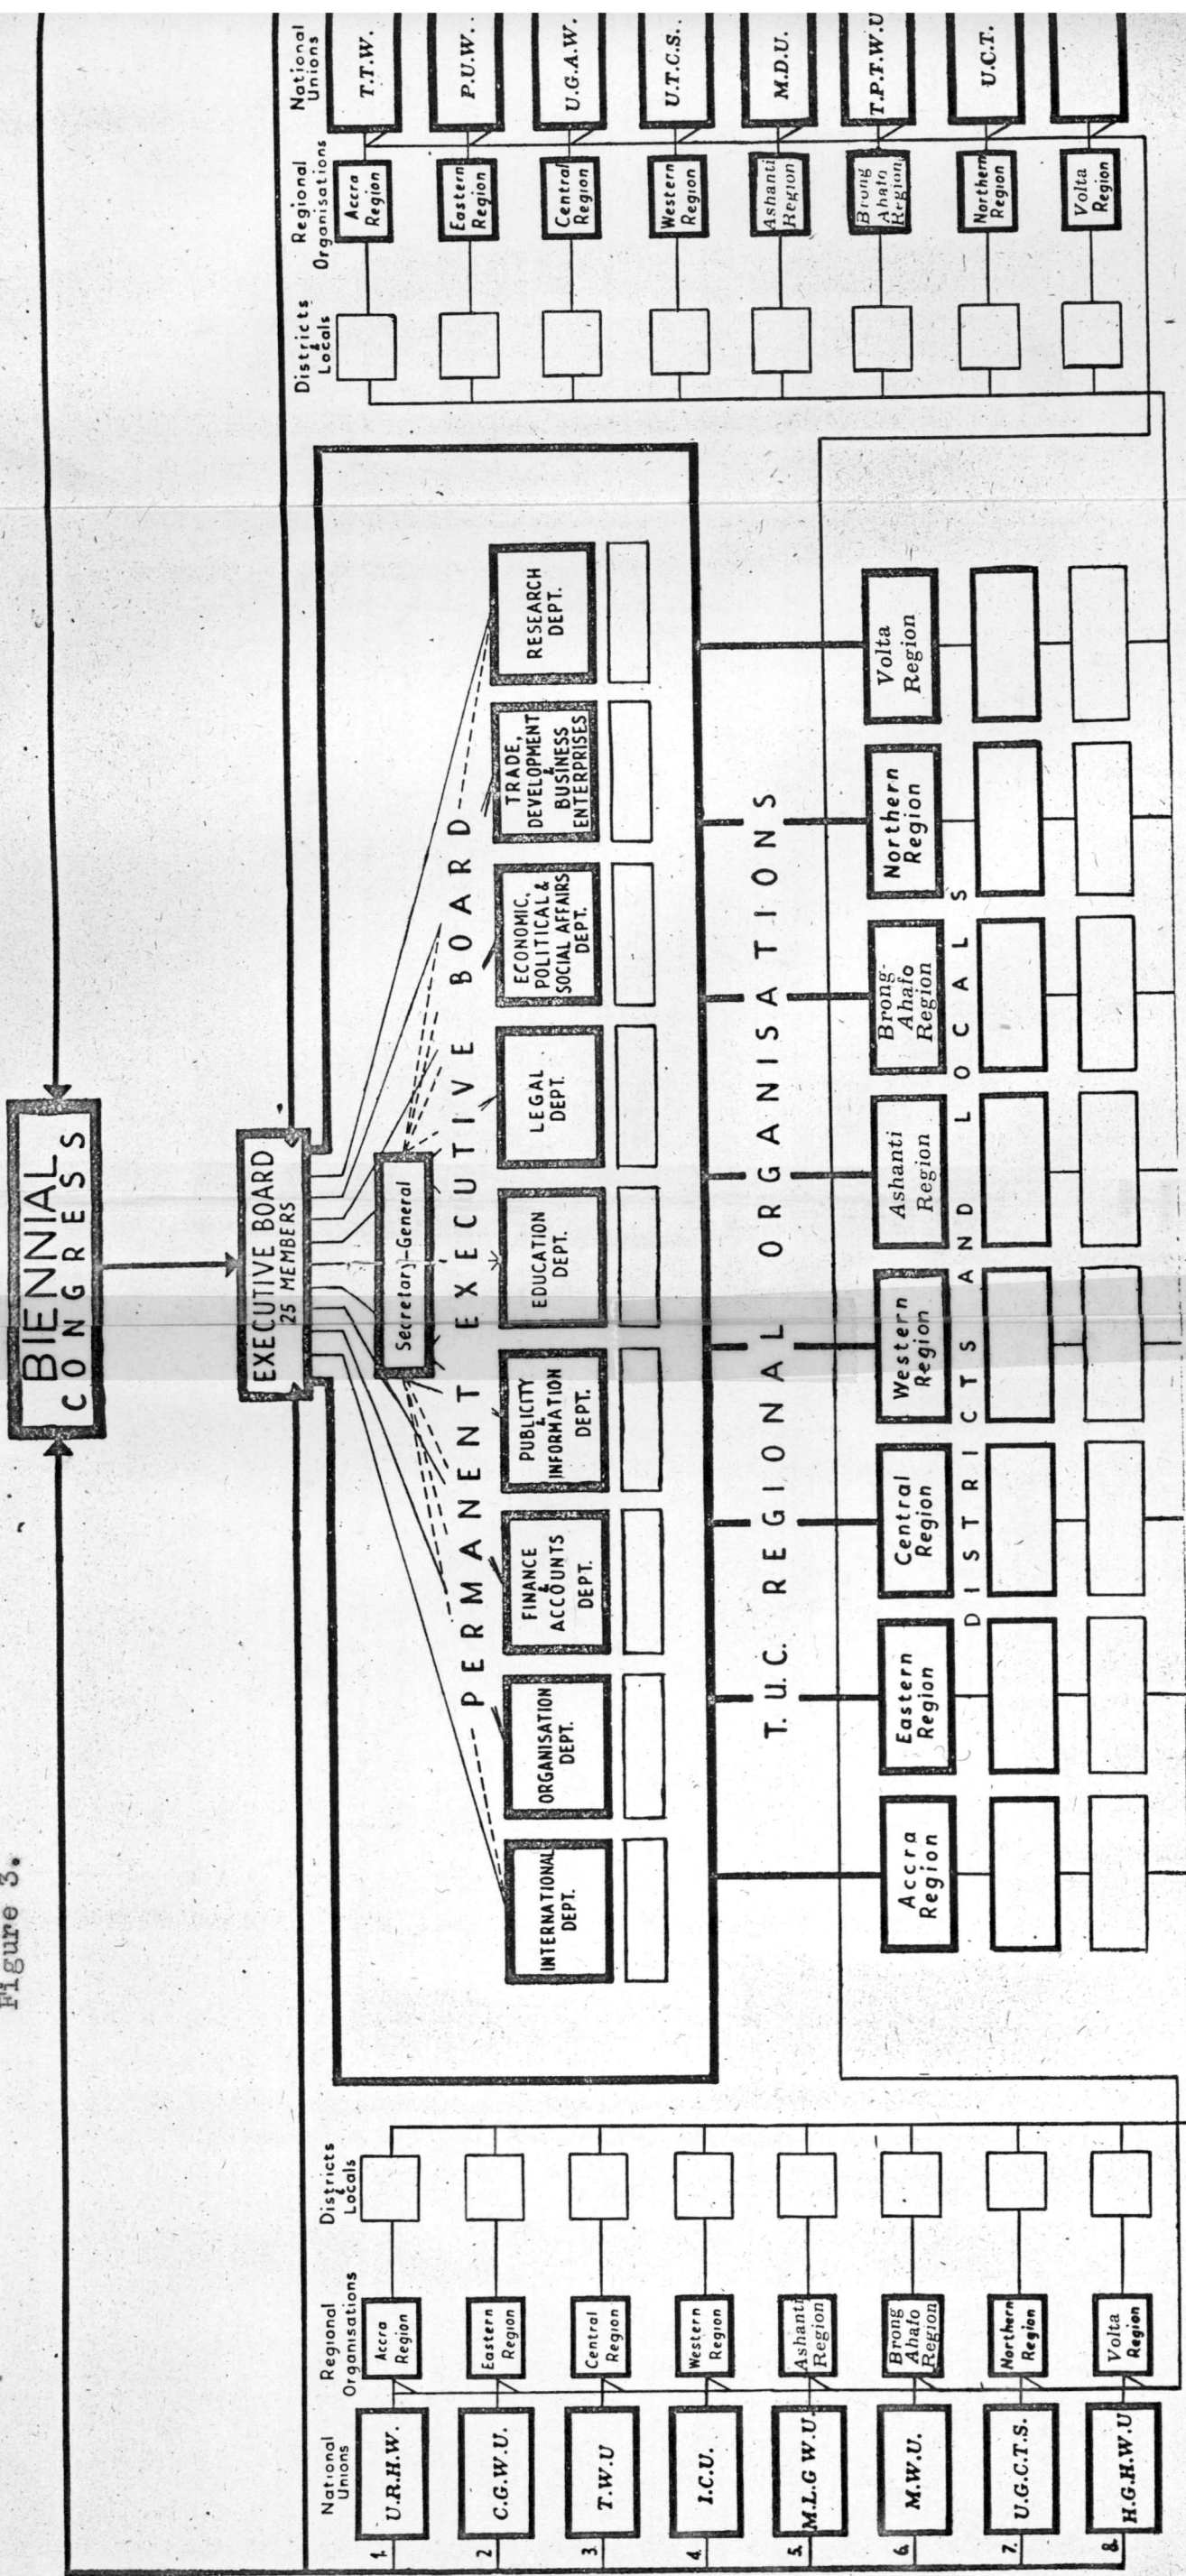 Figure 3.
BIENNIAL
CONGRESS
EXECUTIVE BOARD
25 MEMBERS
Secretary-General
PERMANENT EXECUTIVE BOARD
INTERNATIONAL
DEPT.
ORGANISATION
DEPT.
FINANCE
&
ACCOUNTS
DEPT.
PUBLICITY
&
INFORMATION
DEPT.
EDUCATION
DEPT.
LEGAL
DEPT.
ECONOMIC,
POLITICAL &
SOCIAL AFFAIRS
DEPT.
TRADE,
DEVELOPMENT
&
BUSINESS
ENTERPRISES
RESEARCH
DEPT.
T.U.C. REGIONAL ORGANISATIONS
Accra
Region
Eastern
Region
Central
Region
Western
Region
Ashanti
Region
Brong-
Ahafo
Region
Northern
Region
Volta
Region
DISTRICTS AND LOCALS
National
Unions
Regional
Organisations
Districts
&
Locals
1.
U.R.H.W.
Accra
Region
2
C.G.W.U.
Eastern
Region
3.
T.W.U
Central
Region
4.
I.C.U.
Western
Region
5.
M.L.G W.U.
Ashanti
Region
6.
M.W.U.
Brong
Ahafo
Region
7.
U.G.C.T.S.
Northern
Region
8.
H.G.H.W.U
Volta
Region
Districts
&
Locals
Regional
Organisations
National
Unions
Accra
Region
T.T.W.
Eastern
Region
P.U.W.
Central
Region
U.G.A.W.
Western
Region
U.T.C.S.
Ashanti
Region
M.D.U.
Brong
Ahafo
Region
T.P.T.W.U
Northern
Region
U.C.T.
Volta
Region